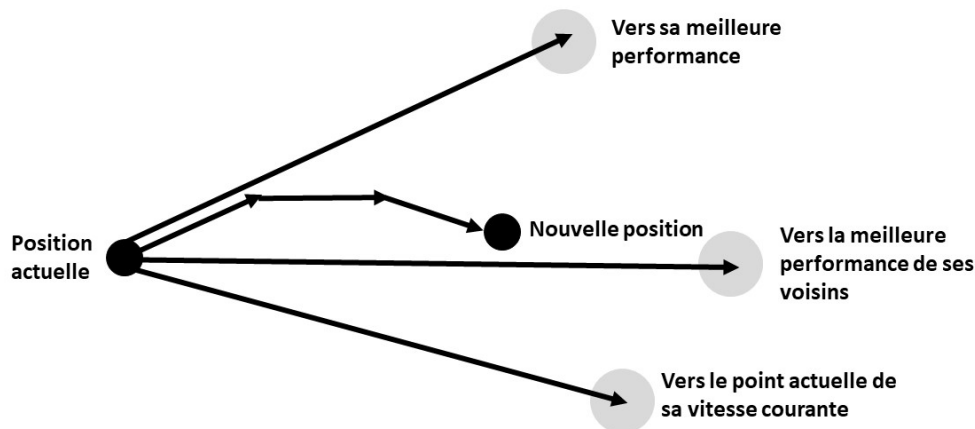 Vers sa meilleure
performance
Position
actuelle
Nouvelle position
Vers la meilleure
performance de ses
voisins
Vers le point actuelle de
sa vitesse courante